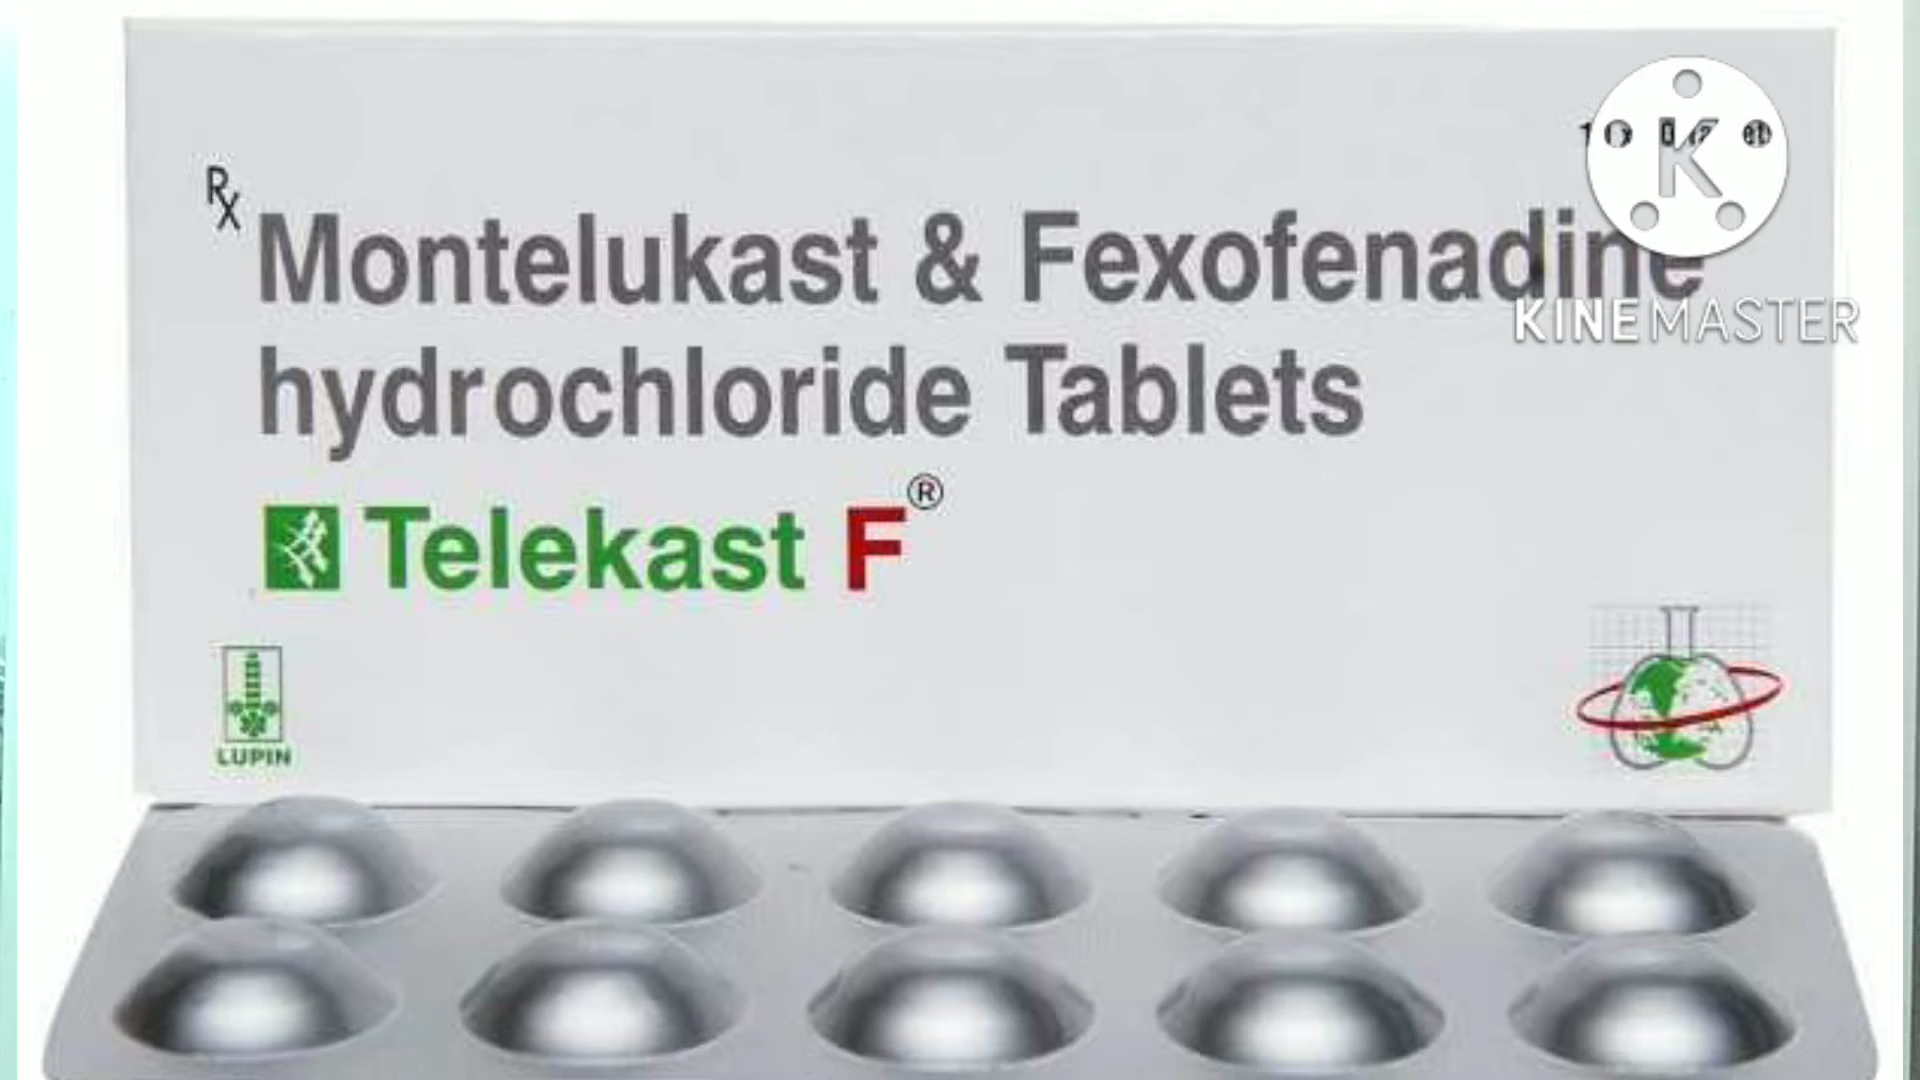 Rx
Montelukast & Fexofenadine
hydrochloride Tablets
Telekast F®
LUPIN
K
KINEMASTER